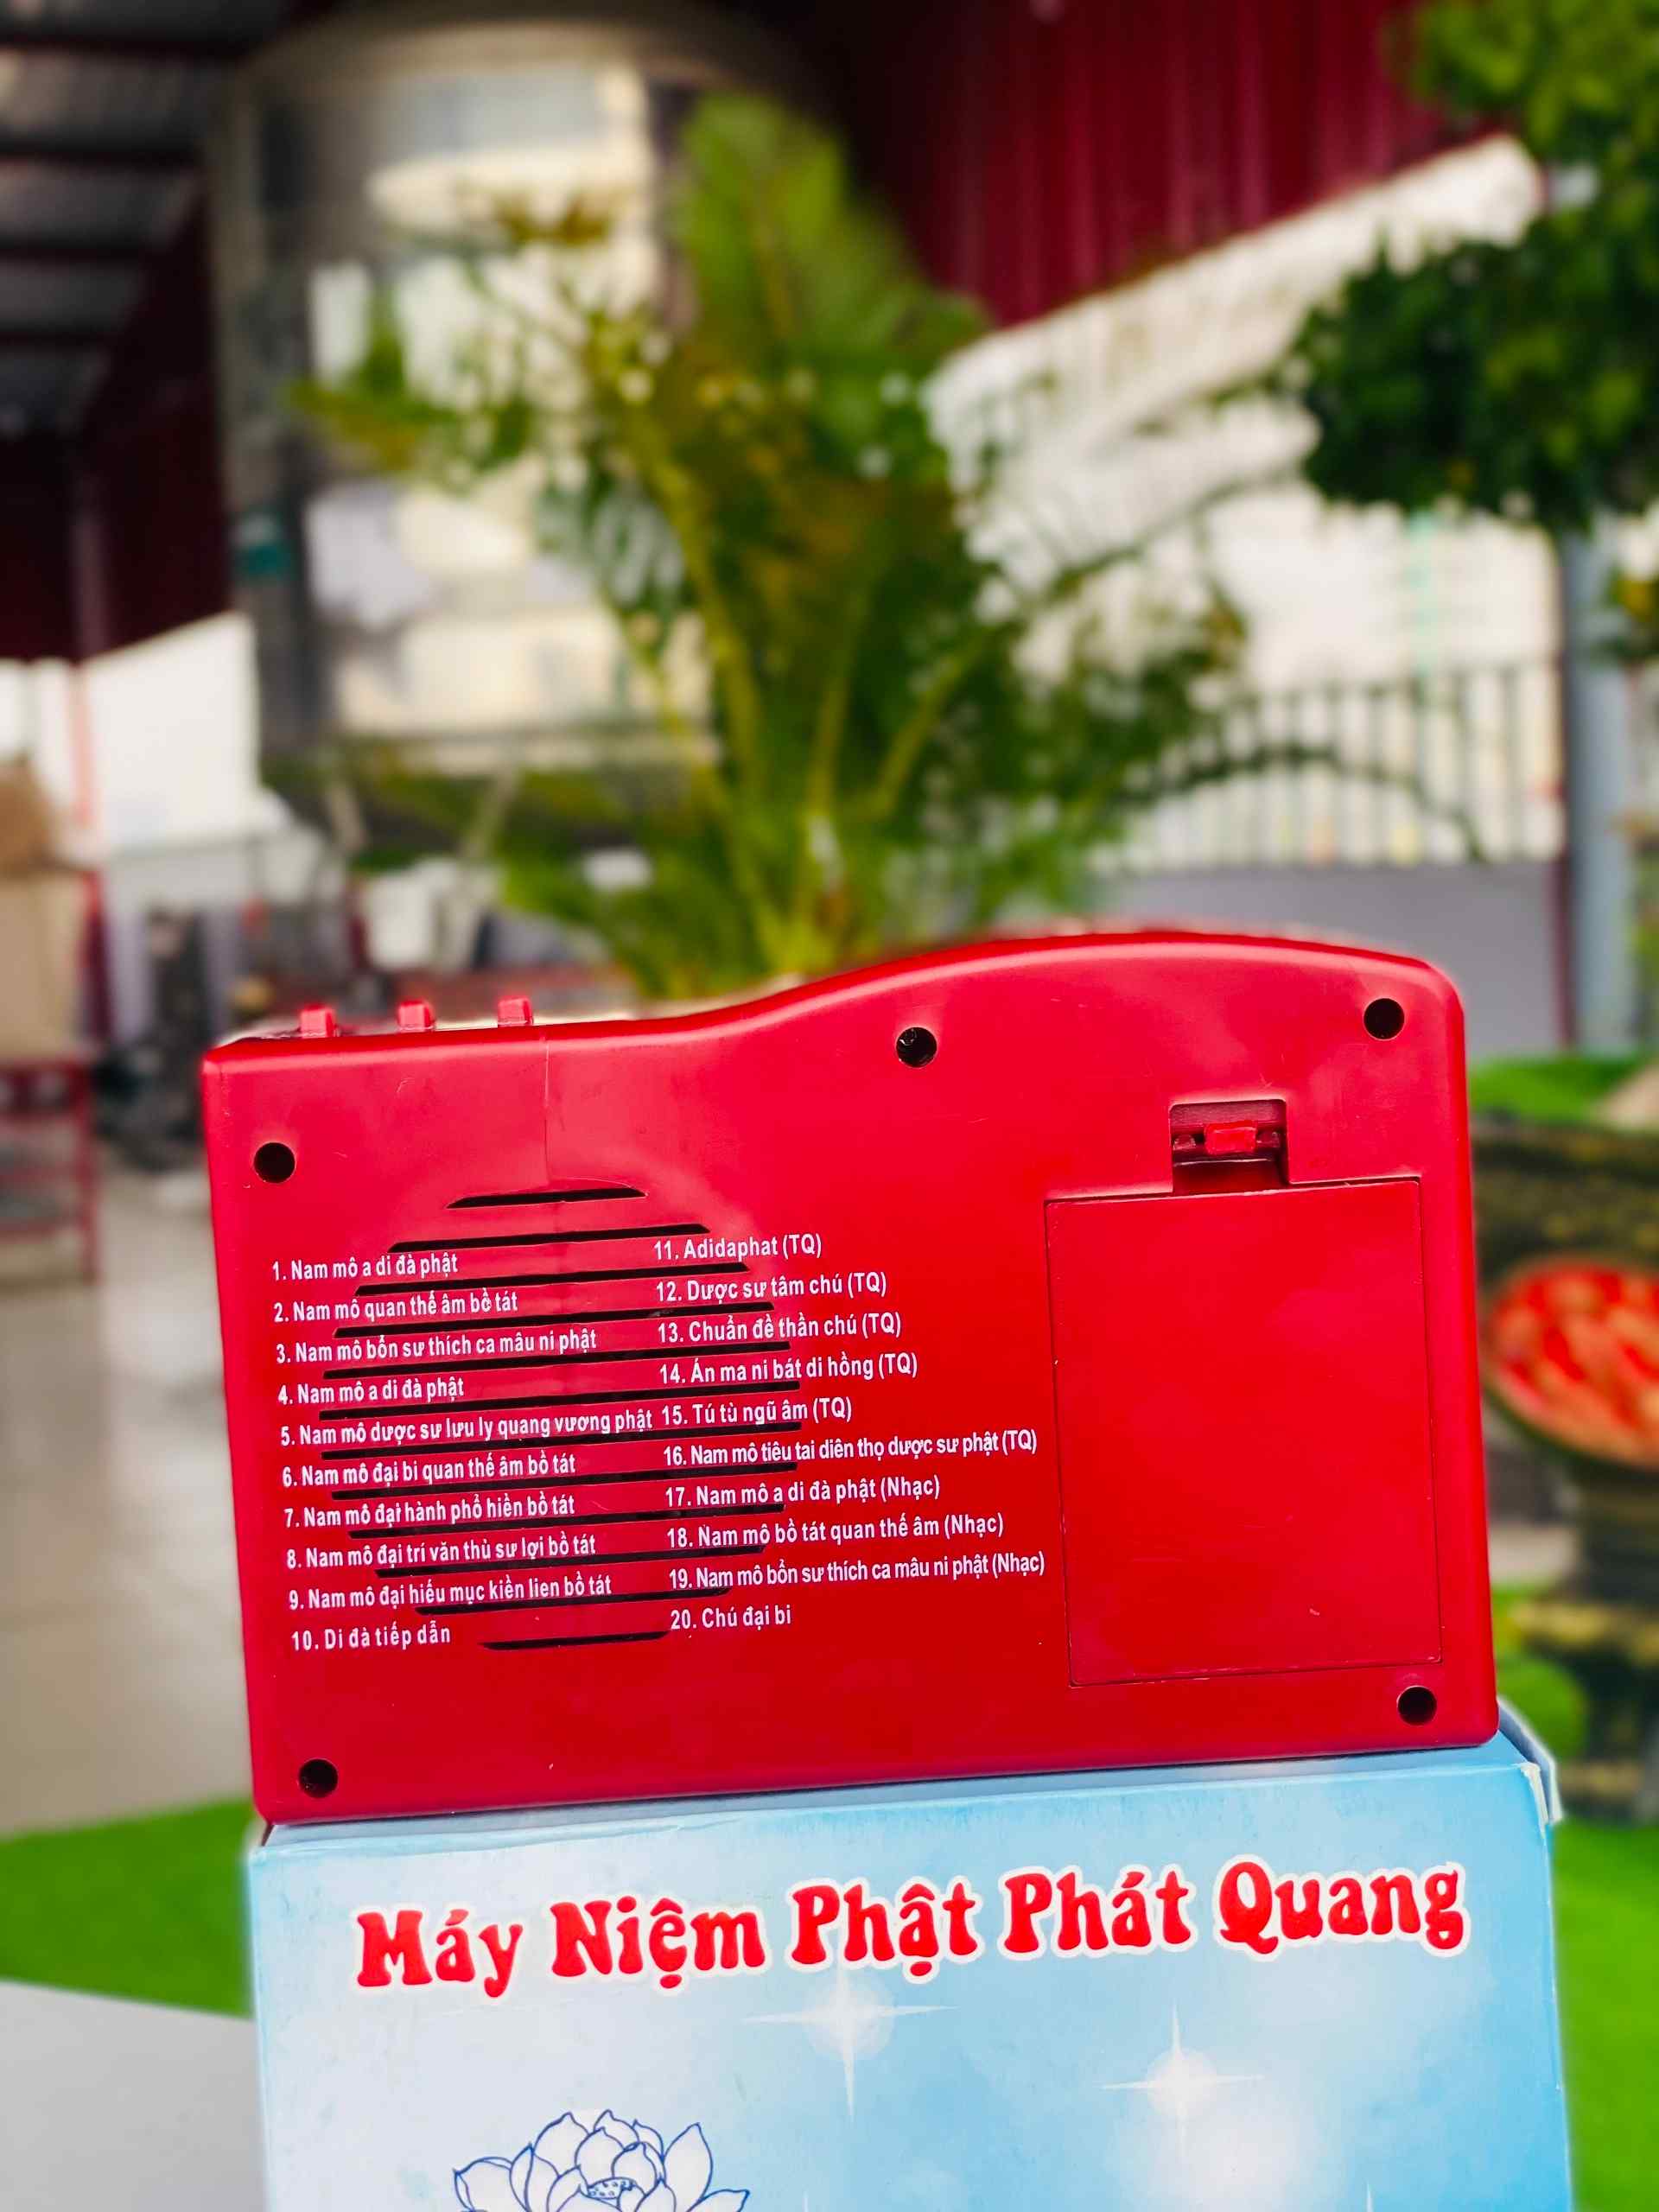 1. Nam mô a di đà phật
2. Nam mô quan thế âm bồ tát
3. Nam mô bổn sư thích ca mâu ni phật
4. Nam mô a di đà phật
5. Nam mô dược sư lưu ly quang vương phật
6. Nam mô đại bi quan thế âm bồ tát
7. Nam mô đại hành phổ hiền bồ tát
8. Nam mô đại trí văn thù sư lợi bồ tát
9. Nam mô đại hiếu mục kiền lien bồ tát
10. Di đà tiếp dẫn
11. Adidaphat (TQ)
12. Dược sư tâm chú (TQ)
13. Chuẩn đề thần chú (TQ)
14. Án ma ni bát di hồng (TQ)
15. Tú tù ngũ âm (TQ)
16. Nam mô tiêu tai diên thọ dược sư phật (TQ)
17. Nam mô a di đà phật (Nhạc)
18. Nam mô bồ tát quan thế âm (Nhạc)
19. Nam mô bổn sư thích ca mâu ni phật (Nhạc)
20. Chú đại bi
Máy Niệm Phật Phát Quang